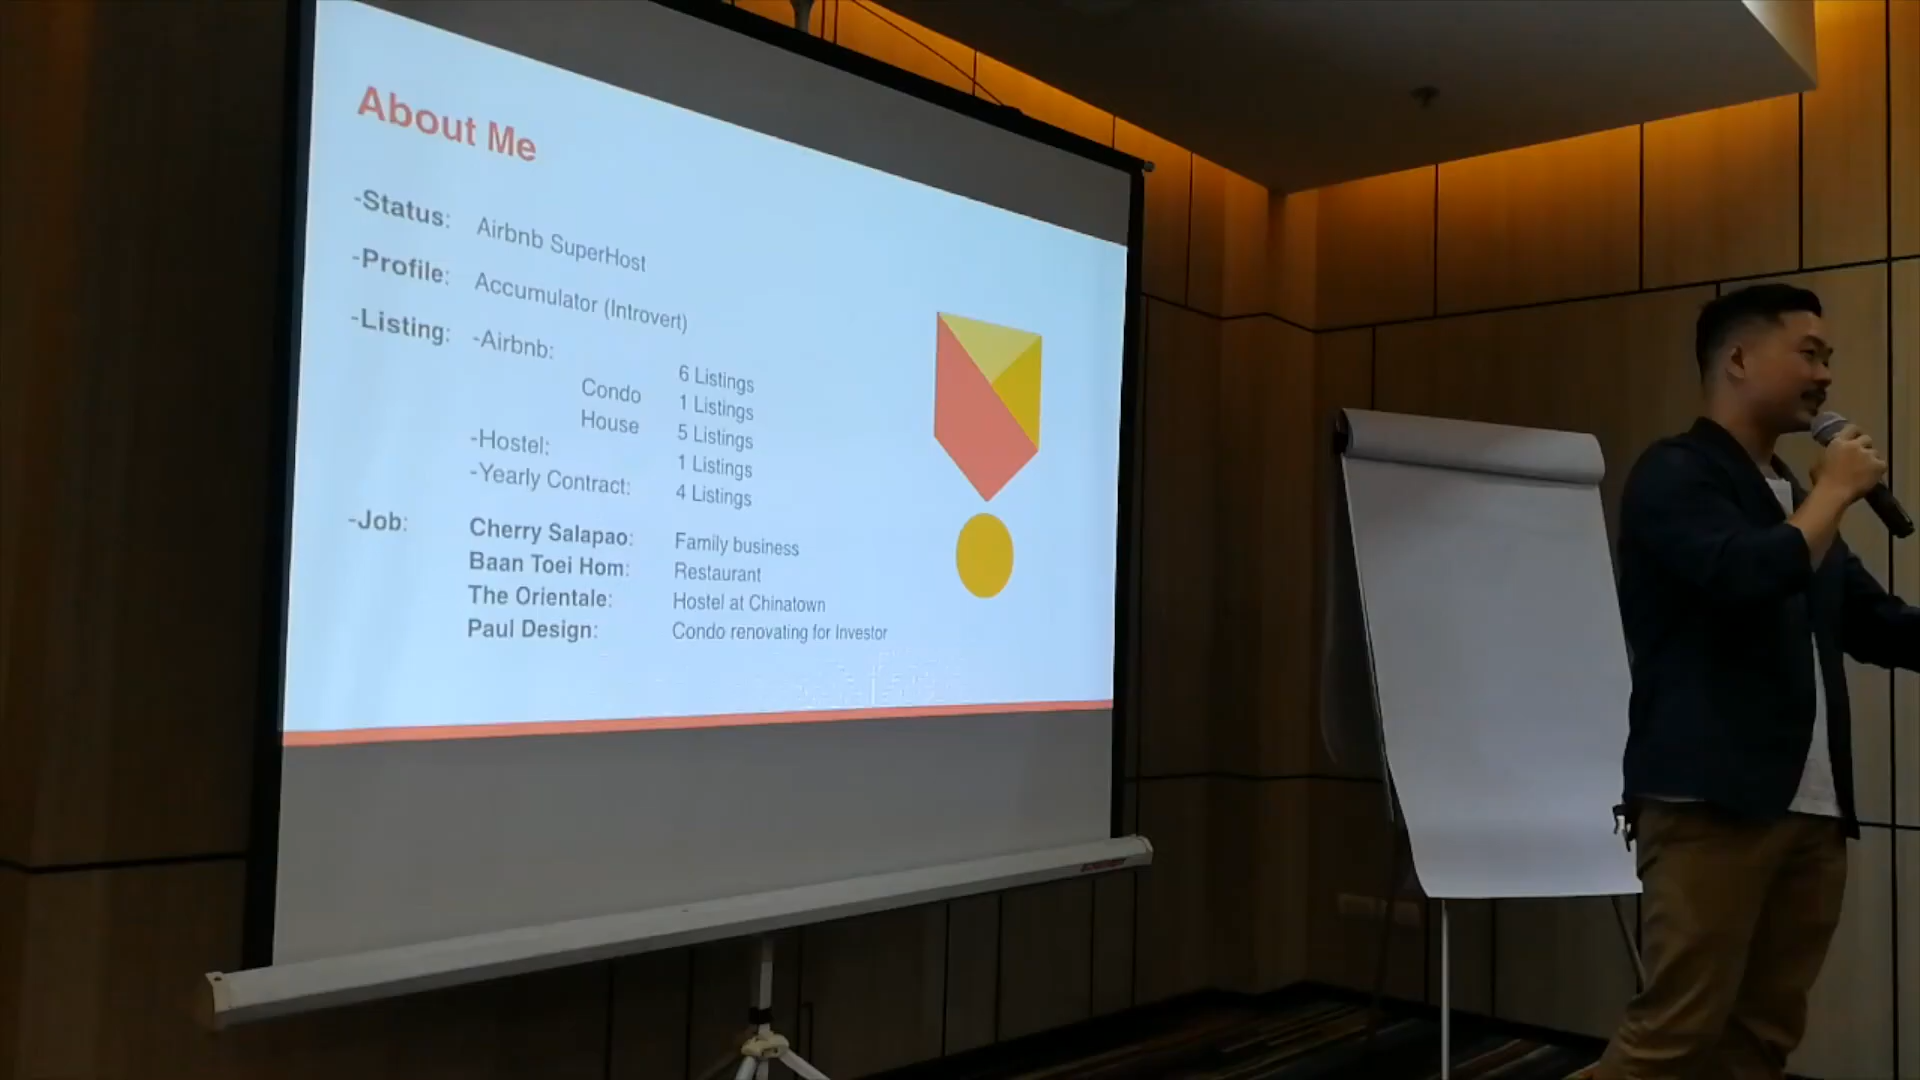 About Me
-Status: Airbnb SuperHost
-Profile: Accumulator (Introvert)
-Listing: -Airbnb: 6 Listings
Condo 1 Listings
House 5 Listings
-Hostel: 1 Listings
-Yearly Contract: 4 Listings
-Job: Cherry Salapao: Family business
Baan Toei Hom: Restaurant
The Orientale: Hostel at Chinatown
Paul Design: Condo renovating for Investor